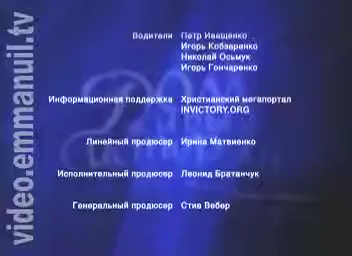 video.emmanuil.tv
Водители Петр Иващенко
Игорь Кобзаренко
Николай Осьмук
Игорь Гончаренко
Информационная поддержка Христианский мегапортал
INVICTORY.ORG
Линейный продюсер Ирина Матвиенко
Исполнительный продюсер Леонид Братанчук
Генеральный продюсер Стив Вебер